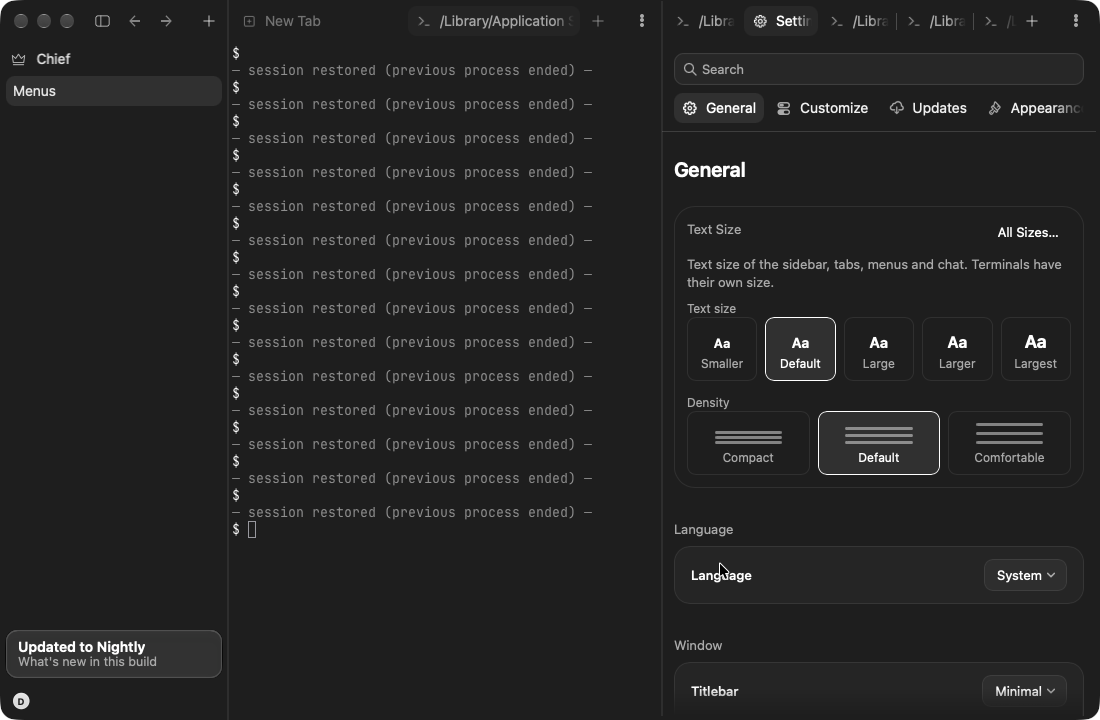 Chief
Menus
Updated to Nightly
What's new in this build
D
New Tab
/Library/Application
$
— session restored (previous process ended) —
$
— session restored (previous process ended) —
$
— session restored (previous process ended) —
$
— session restored (previous process ended) —
$
— session restored (previous process ended) —
$
— session restored (previous process ended) —
$
— session restored (previous process ended) —
$
— session restored (previous process ended) —
$
— session restored (previous process ended) —
$
— session restored (previous process ended) —
$
— session restored (previous process ended) —
$
— session restored (previous process ended) —
$
— session restored (previous process ended) —
$
— session restored (previous process ended) —
$
/Libra Settin /Libra /Libra
Search
General Customize Updates Appearanc
General
Text Size
All Sizes...
Text size of the sidebar, tabs, menus and chat. Terminals have
their own size.
Text size
Aa Aa Aa Aa Aa
Smaller Default Large Larger Largest
Density
Compact Default Comfortable
Language
Language System
Window
Titlebar Minimal